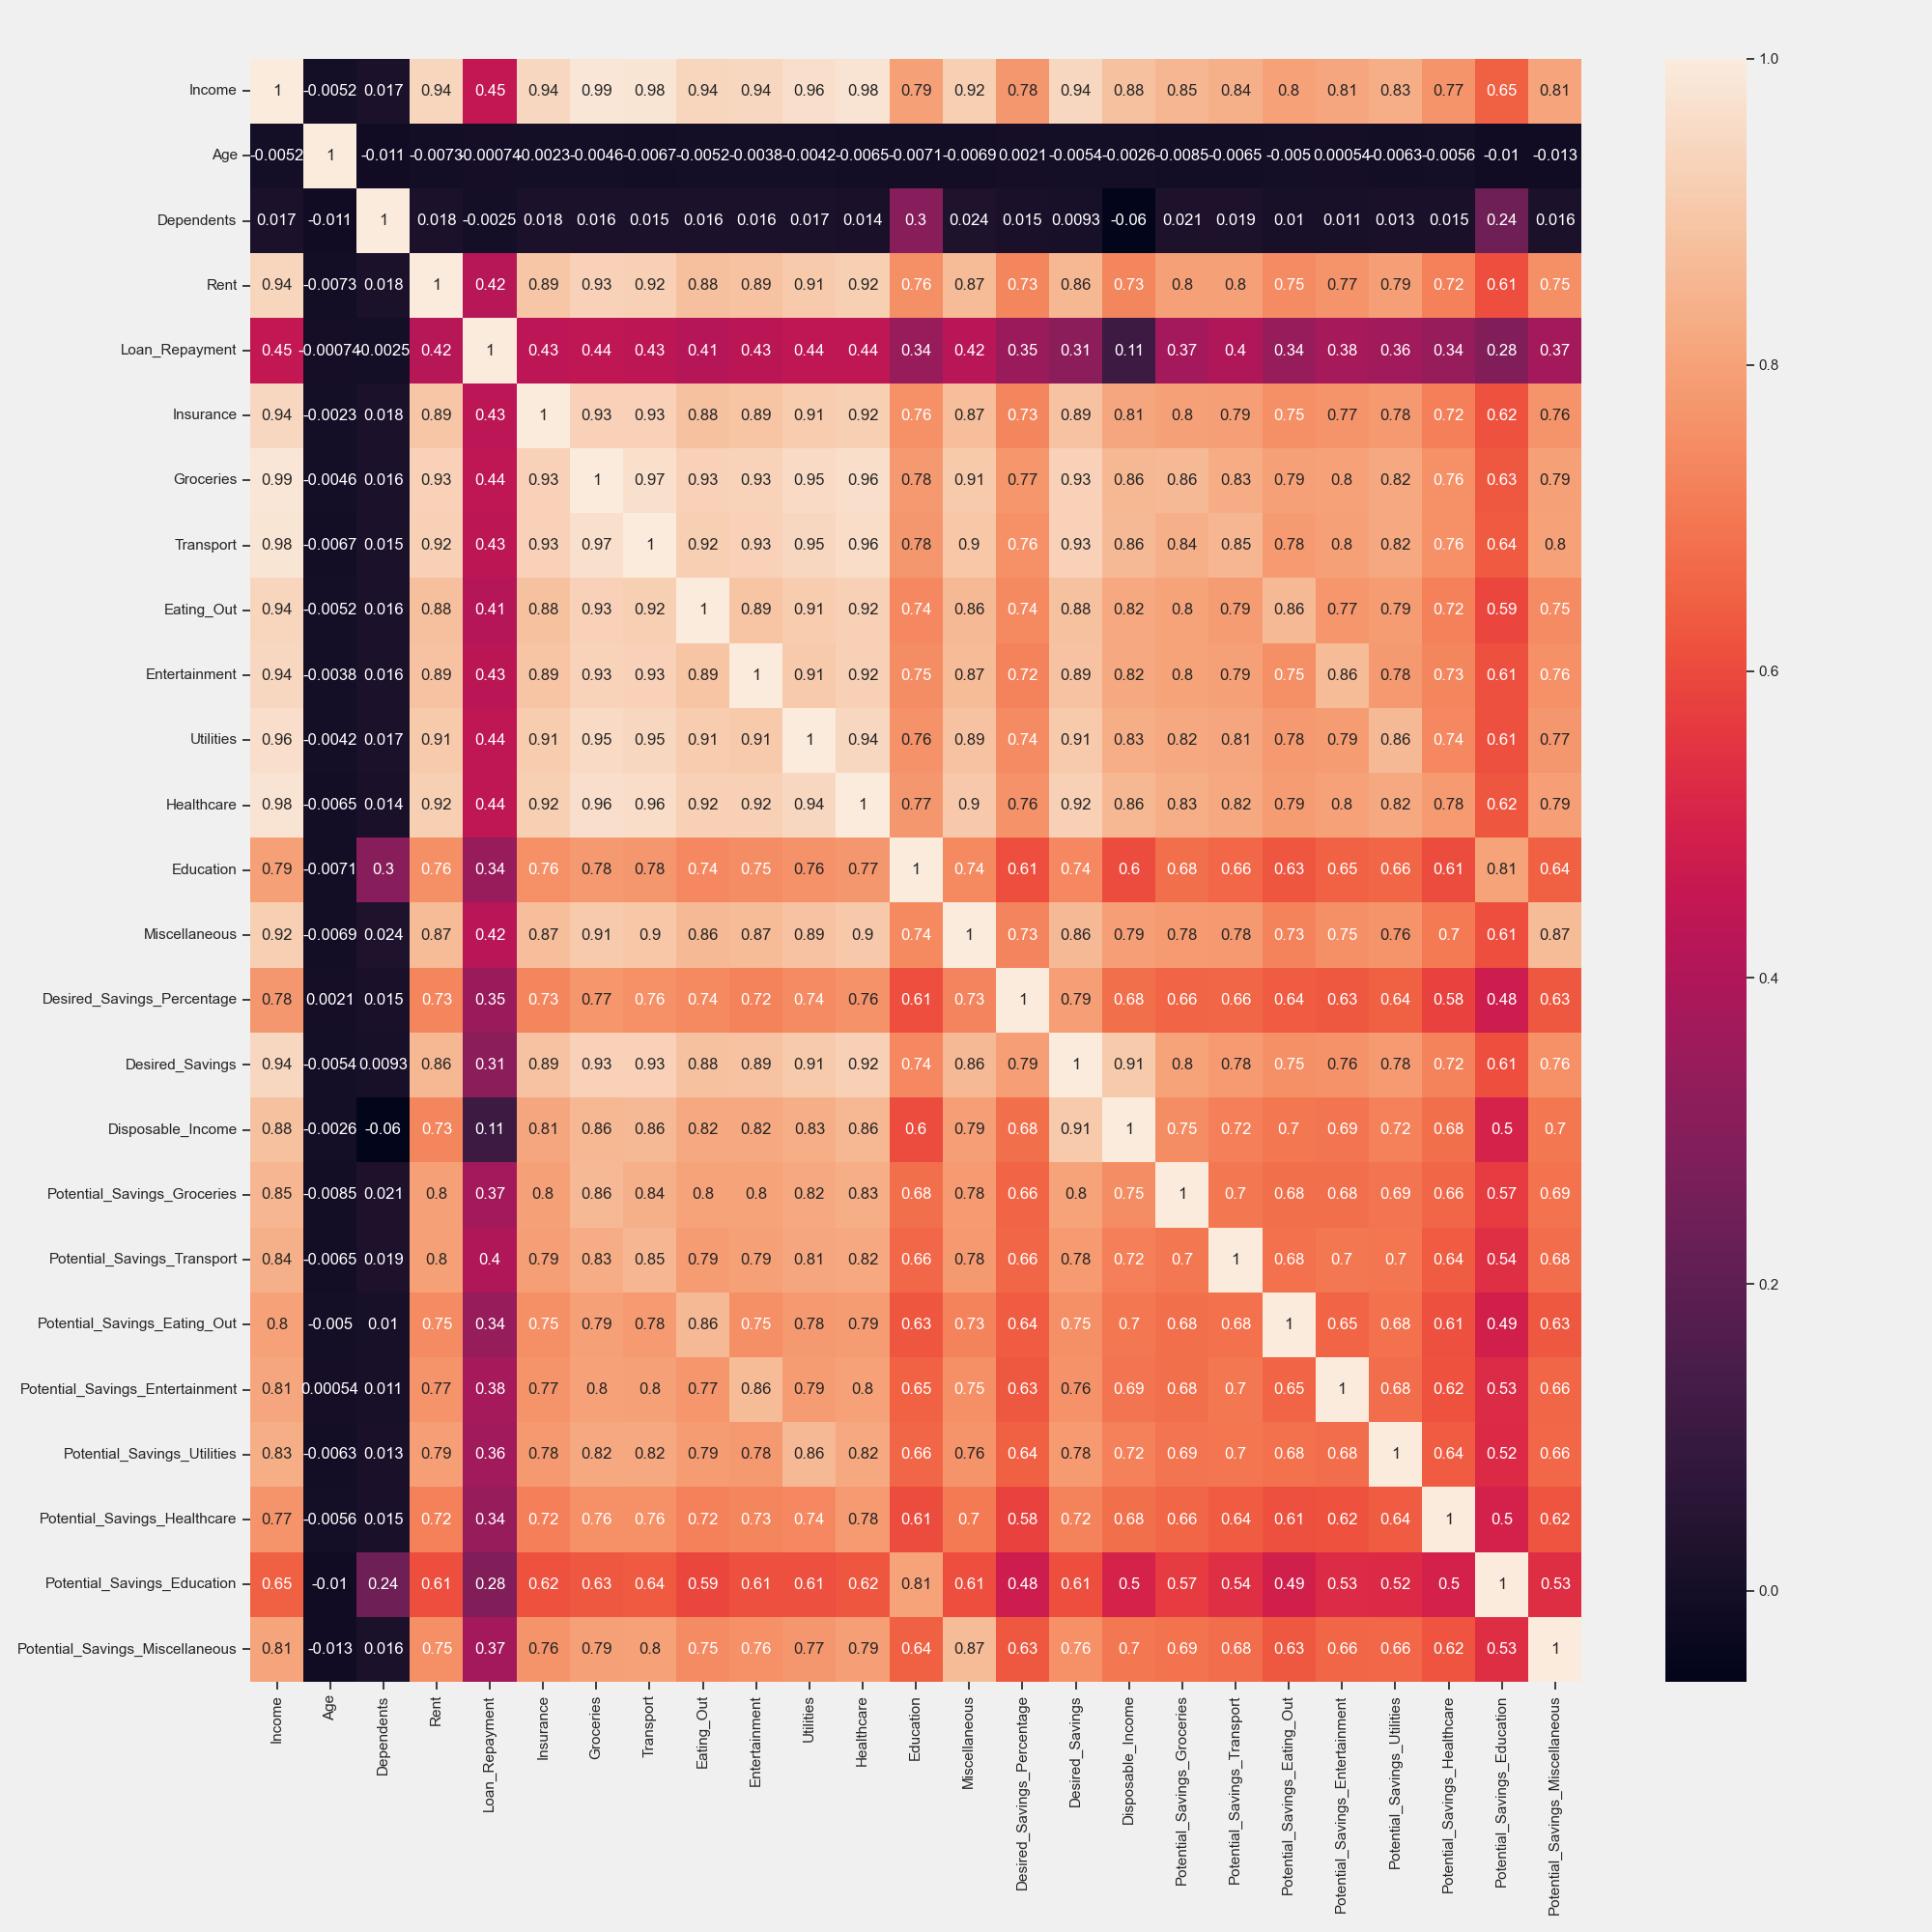 Income 1 -0.0052 0.017 0.94 0.45 0.94 0.99 0.98 0.94 0.94 0.96 0.98 0.79 0.92 0.78 0.94 0.88 0.85 0.84 0.8 0.81 0.83 0.77 0.65 0.81 1.0
Age -0.0052 1 -0.011 -0.0073 -0.00074 -0.0023 -0.0046 -0.0067 -0.0052 -0.0038 -0.0042 -0.0065 -0.0071 -0.0069 0.0021 -0.0054 -0.0026 -0.0085 -0.0065 -0.005 0.00054 -0.0063 -0.0056 -0.01 -0.013
Dependents 0.017 -0.011 1 0.018 -0.0025 0.018 0.016 0.015 0.016 0.016 0.017 0.014 0.3 0.024 0.015 0.0093 -0.06 0.021 0.019 0.01 0.011 0.013 0.015 0.24 0.016
Rent 0.94 -0.0073 0.018 1 0.42 0.89 0.93 0.92 0.88 0.89 0.91 0.92 0.76 0.87 0.73 0.86 0.73 0.8 0.8 0.75 0.77 0.79 0.72 0.61 0.75
Loan_Repayment 0.45 -0.00074 -0.0025 0.42 1 0.43 0.44 0.43 0.41 0.43 0.44 0.44 0.34 0.42 0.35 0.31 0.11 0.37 0.4 0.34 0.38 0.36 0.34 0.28 0.37
0.8
Insurance 0.94 -0.0023 0.018 0.89 0.43 1 0.93 0.93 0.88 0.89 0.91 0.92 0.76 0.87 0.73 0.89 0.81 0.8 0.79 0.75 0.77 0.78 0.72 0.62 0.76
Groceries 0.99 -0.0046 0.016 0.93 0.44 0.93 1 0.97 0.93 0.93 0.95 0.96 0.78 0.91 0.77 0.93 0.86 0.86 0.83 0.79 0.8 0.82 0.76 0.63 0.79
Transport 0.98 -0.0067 0.015 0.92 0.43 0.93 0.97 1 0.92 0.93 0.95 0.96 0.78 0.9 0.76 0.93 0.86 0.84 0.85 0.78 0.8 0.82 0.76 0.64 0.8
Eating_Out 0.94 -0.0052 0.016 0.88 0.41 0.88 0.93 0.92 1 0.89 0.91 0.92 0.74 0.86 0.74 0.88 0.82 0.8 0.79 0.86 0.77 0.79 0.72 0.59 0.75
Entertainment 0.94 -0.0038 0.016 0.89 0.43 0.89 0.93 0.93 0.89 1 0.91 0.92 0.75 0.87 0.72 0.89 0.82 0.8 0.79 0.75 0.86 0.78 0.73 0.61 0.76 0.6
Utilities 0.96 -0.0042 0.017 0.91 0.44 0.91 0.95 0.95 0.91 0.91 1 0.94 0.76 0.89 0.74 0.91 0.83 0.82 0.81 0.78 0.79 0.86 0.74 0.61 0.77
Healthcare 0.98 -0.0065 0.014 0.92 0.44 0.92 0.96 0.96 0.92 0.92 0.94 1 0.77 0.9 0.76 0.92 0.86 0.83 0.82 0.79 0.8 0.82 0.78 0.62 0.79
Education 0.79 -0.0071 0.3 0.76 0.34 0.76 0.78 0.78 0.74 0.75 0.76 0.77 1 0.74 0.61 0.74 0.6 0.68 0.66 0.63 0.65 0.66 0.61 0.81 0.64
Miscellaneous 0.92 -0.0069 0.024 0.87 0.42 0.87 0.91 0.9 0.86 0.87 0.89 0.9 0.74 1 0.73 0.86 0.79 0.78 0.78 0.73 0.75 0.76 0.7 0.61 0.87
0.4
Desired_Savings_Percentage 0.78 0.0021 0.015 0.73 0.35 0.73 0.77 0.76 0.74 0.72 0.74 0.76 0.61 0.73 1 0.79 0.68 0.66 0.66 0.64 0.63 0.64 0.58 0.48 0.63
Desired_Savings 0.94 -0.0054 0.0093 0.86 0.31 0.89 0.93 0.93 0.88 0.89 0.91 0.92 0.74 0.86 0.79 1 0.91 0.8 0.78 0.75 0.76 0.78 0.72 0.61 0.76
Disposable_Income 0.88 -0.0026 -0.06 0.73 0.11 0.81 0.86 0.86 0.82 0.82 0.83 0.86 0.6 0.79 0.68 0.91 1 0.75 0.72 0.7 0.69 0.72 0.68 0.5 0.7
Potential_Savings_Groceries 0.85 -0.0085 0.021 0.8 0.37 0.8 0.86 0.84 0.8 0.8 0.82 0.83 0.68 0.78 0.66 0.8 0.75 1 0.7 0.68 0.68 0.69 0.66 0.57 0.69
Potential_Savings_Transport 0.84 -0.0065 0.019 0.8 0.4 0.79 0.83 0.85 0.79 0.79 0.81 0.82 0.66 0.78 0.66 0.78 0.72 0.7 1 0.68 0.7 0.7 0.64 0.54 0.68
0.2
Potential_Savings_Eating_Out 0.8 -0.005 0.01 0.75 0.34 0.75 0.79 0.78 0.86 0.75 0.78 0.79 0.63 0.73 0.64 0.75 0.7 0.68 0.68 1 0.65 0.68 0.61 0.49 0.63
Potential_Savings_Entertainment 0.81 0.00054 0.011 0.77 0.38 0.77 0.8 0.8 0.77 0.86 0.79 0.8 0.65 0.75 0.63 0.76 0.69 0.68 0.7 0.65 1 0.68 0.62 0.53 0.66
Potential_Savings_Utilities 0.83 -0.0063 0.013 0.79 0.36 0.78 0.82 0.82 0.79 0.78 0.86 0.82 0.66 0.76 0.64 0.78 0.72 0.69 0.7 0.68 0.68 1 0.64 0.52 0.66
Potential_Savings_Healthcare 0.77 -0.0056 0.015 0.72 0.34 0.72 0.76 0.76 0.72 0.73 0.74 0.78 0.61 0.7 0.58 0.72 0.68 0.66 0.64 0.61 0.62 0.64 1 0.5 0.62
Potential_Savings_Education 0.65 -0.01 0.24 0.61 0.28 0.62 0.63 0.64 0.59 0.61 0.61 0.62 0.81 0.61 0.48 0.61 0.5 0.57 0.54 0.49 0.53 0.52 0.5 1 0.53 0.0
Potential_Savings_Miscellaneous 0.81 -0.013 0.016 0.75 0.37 0.76 0.79 0.8 0.75 0.76 0.77 0.79 0.64 0.87 0.63 0.76 0.7 0.69 0.68 0.63 0.66 0.66 0.62 0.53 1
Income
Age
Dependents
Rent
Loan_Repayment
Insurance
Groceries
Transport
Eating_Out
Entertainment
Utilities
Healthcare
Education
Miscellaneous
Desired_Savings_Percentage
Desired_Savings
Disposable_Income
Potential_Savings_Groceries
Potential_Savings_Transport
Potential_Savings_Eating_Out
Potential_Savings_Entertainment
Potential_Savings_Utilities
Potential_Savings_Healthcare
Potential_Savings_Education
Potential_Savings_Miscellaneous